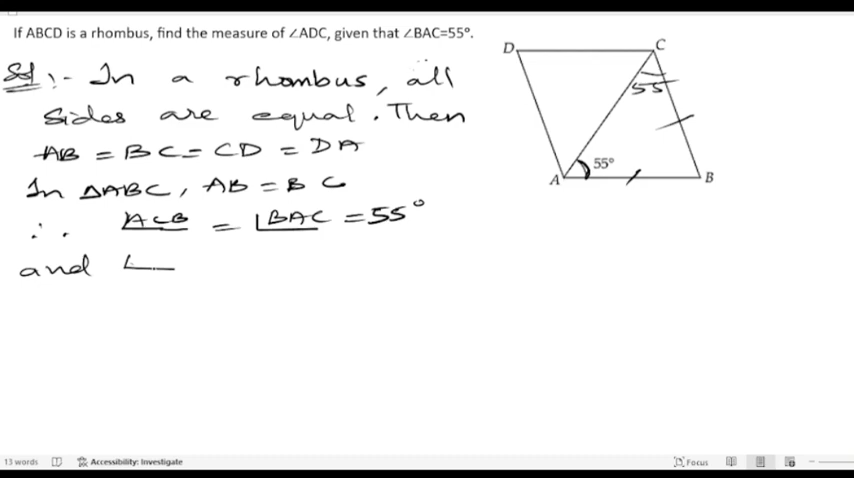 If ABCD is a rhombus, find the measure of ∠ADC, given that ∠BAC=55°.
Sol :- In a rhombus, all
sides are equal. Then
AB = BC = CD = DA
In ΔABC, AB = BC
∴ ACB = ∠BAC = 55°
and ∠
D
C
55
55°
A
B
13 words
Accessibility: Investigate
Focus